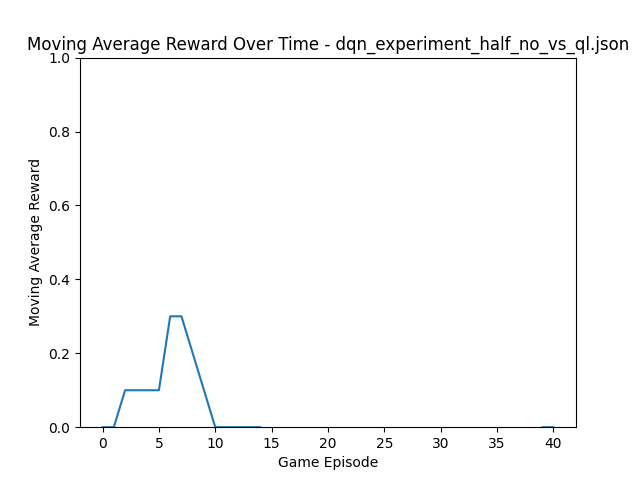 Moving Average Reward Over Time - dqn_experiment_half_no_vs_ql.json
1.0
0.8
0.6
0.4
0.2
0.0
Moving Average Reward
0 5 10 15 20 25 30 35 40
Game Episode